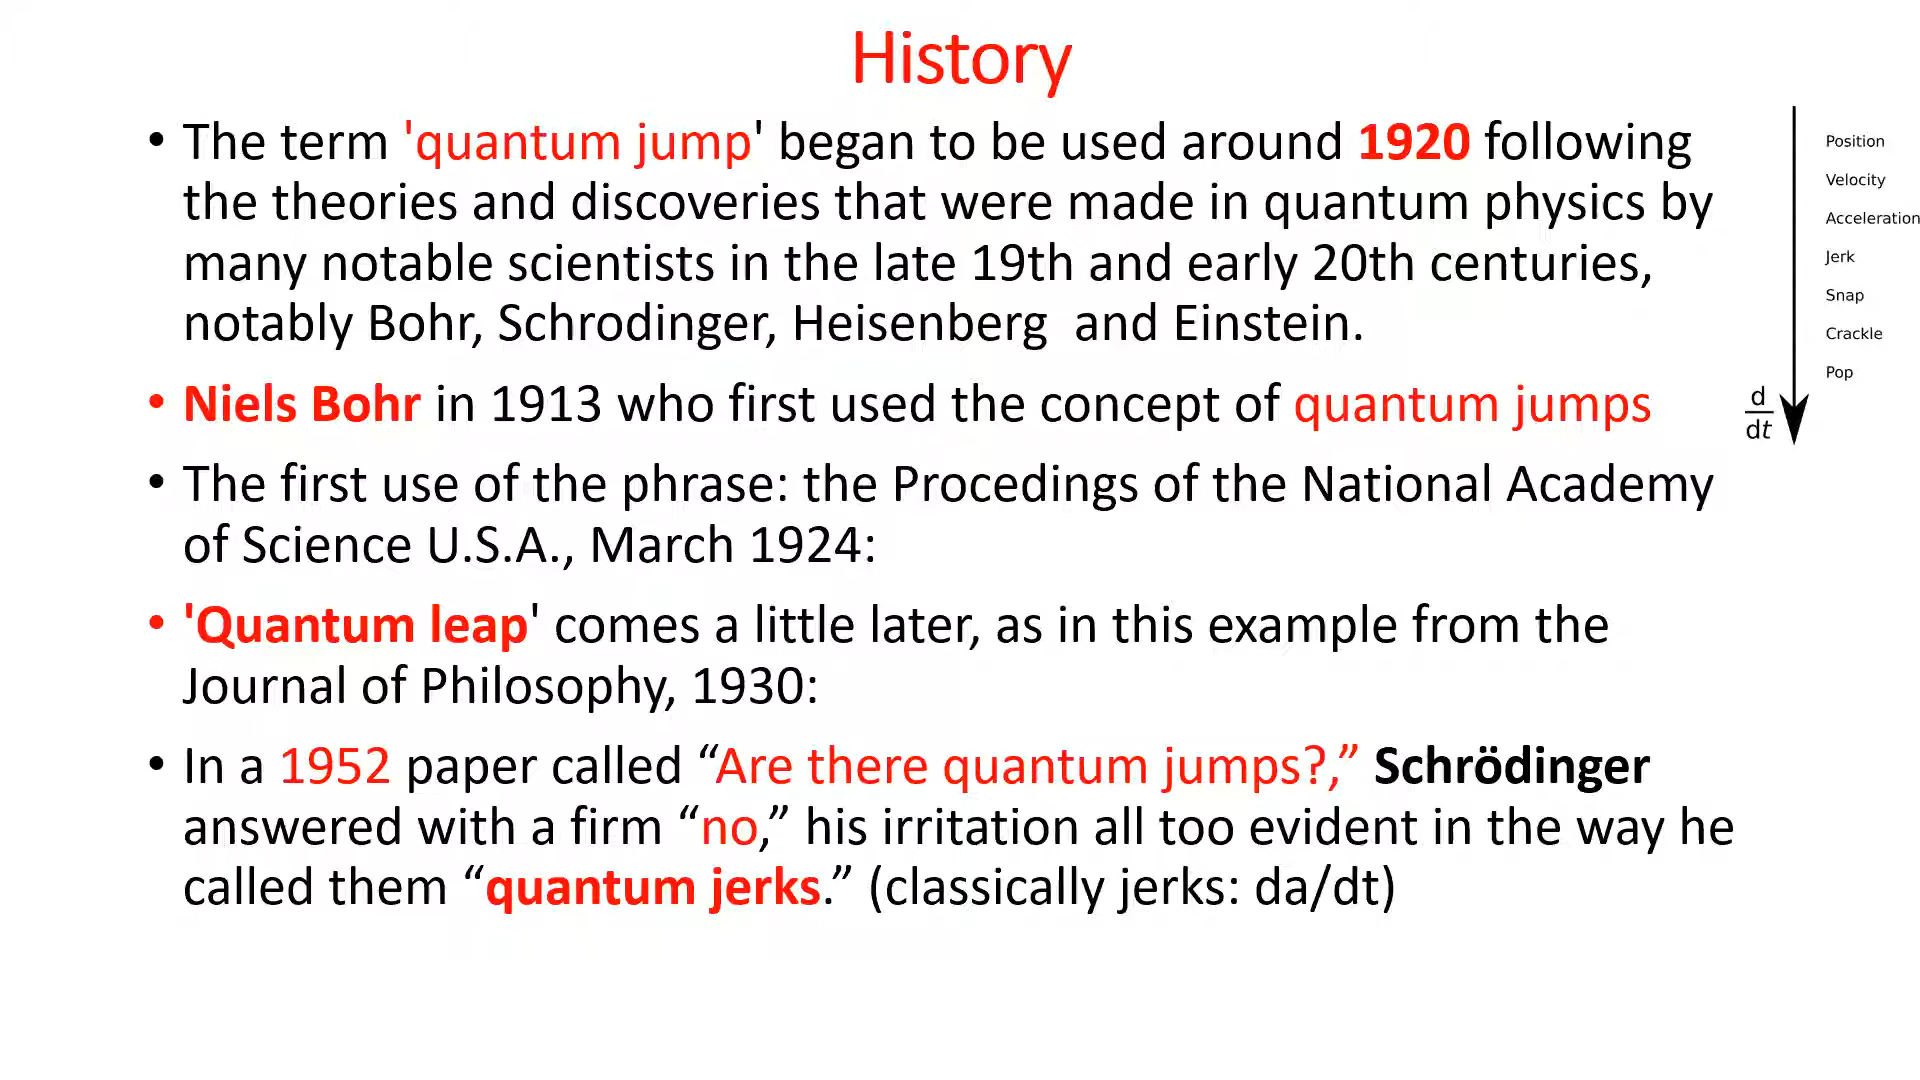 History
• The term 'quantum jump' began to be used around 1920 following
the theories and discoveries that were made in quantum physics by
many notable scientists in the late 19th and early 20th centuries,
notably Bohr, Schrodinger, Heisenberg  and Einstein.
• Niels Bohr in 1913 who first used the concept of quantum jumps
• The first use of the phrase: the Procedings of the National Academy
of Science U.S.A., March 1924:
• 'Quantum leap' comes a little later, as in this example from the
Journal of Philosophy, 1930:
• In a 1952 paper called “Are there quantum jumps?,” Schrödinger
answered with a firm “no,” his irritation all too evident in the way he
called them “quantum jerks.” (classically jerks: da/dt)
Position
Velocity
Acceleration
Jerk
Snap
Crackle
Pop
d
dt